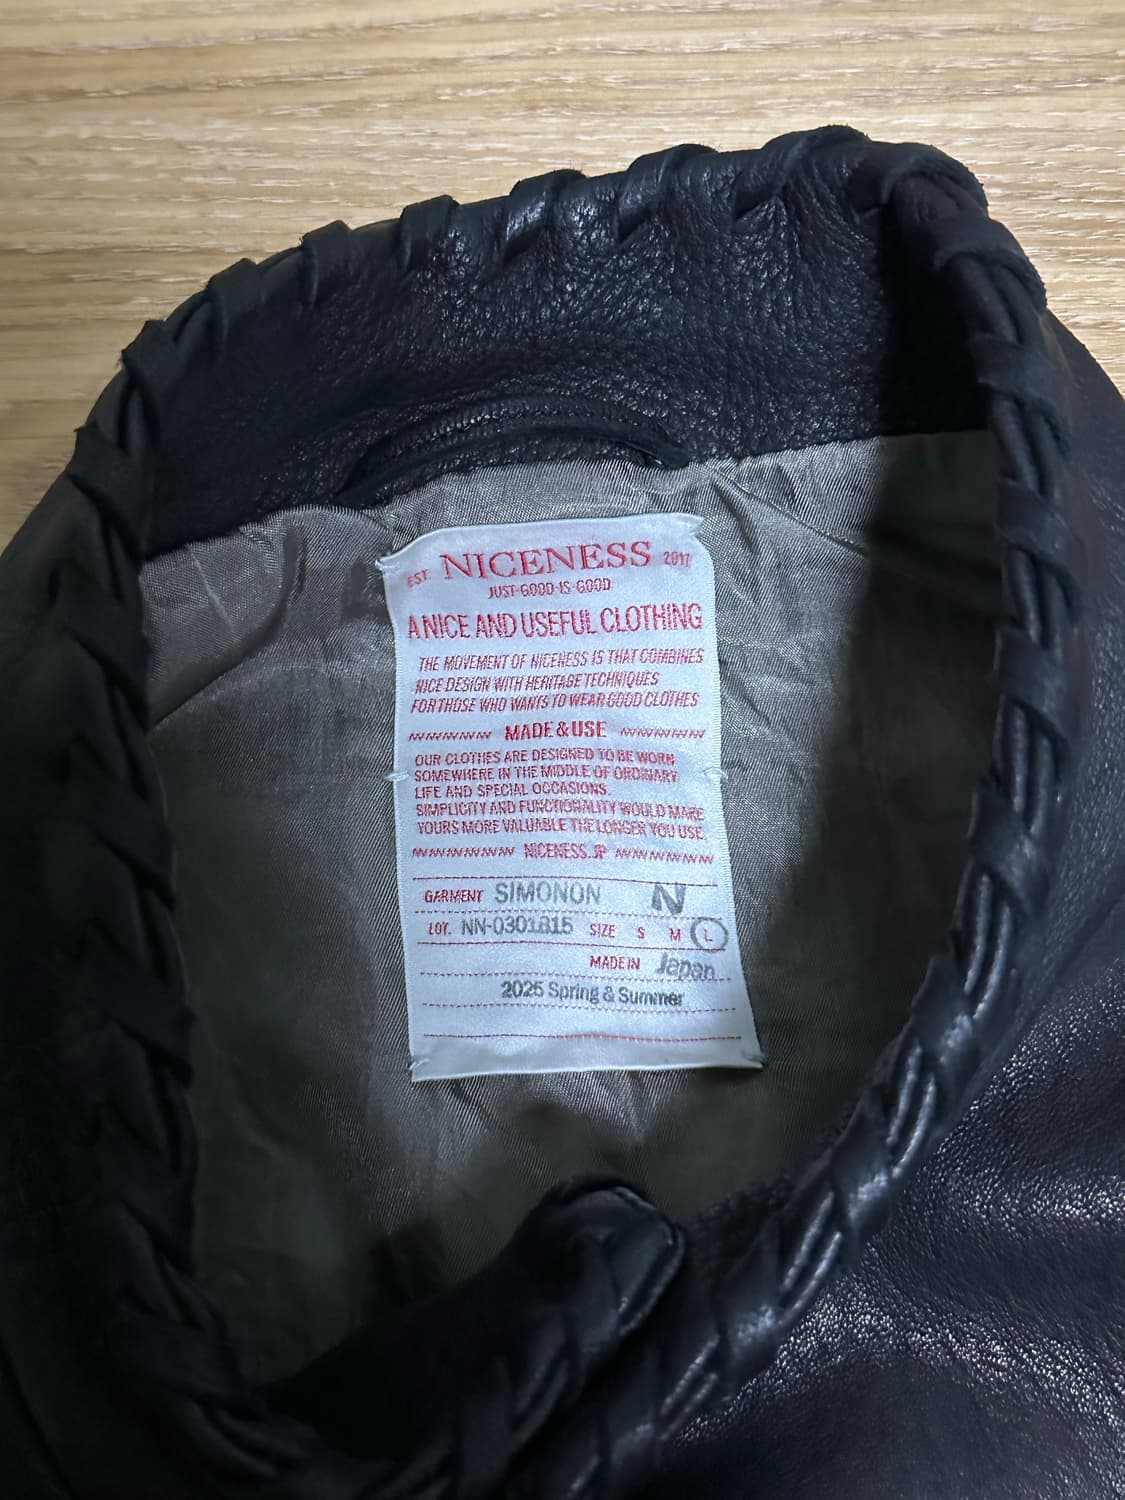 EST. NICENESS 2017
JUST-GOOD-IS-GOOD
A NICE AND USEFUL CLOTHING
THE MOVEMENT OF NICENESS IS THAT COMBINES
NICE DESIGN WITH HERITAGE TECHNIQUES
FOR THOSE WHO WANTS TO WEAR GOOD CLOTHES
MADE & USE
OUR CLOTHES ARE DESIGNED TO BE WORN
SOMEWHERE IN THE MIDDLE OF ORDINARY
LIFE AND SPECIAL OCCASIONS.
SIMPLICITY AND FUNCTIONALITY WOULD MAKE
YOURS MORE VALUABLE THE LONGER YOU USE.
NICENESS.JP
GARMENT SIMONON N
LOT. NN-0301815 SIZE S M L
MADE IN Japan
2025 Spring & Summer